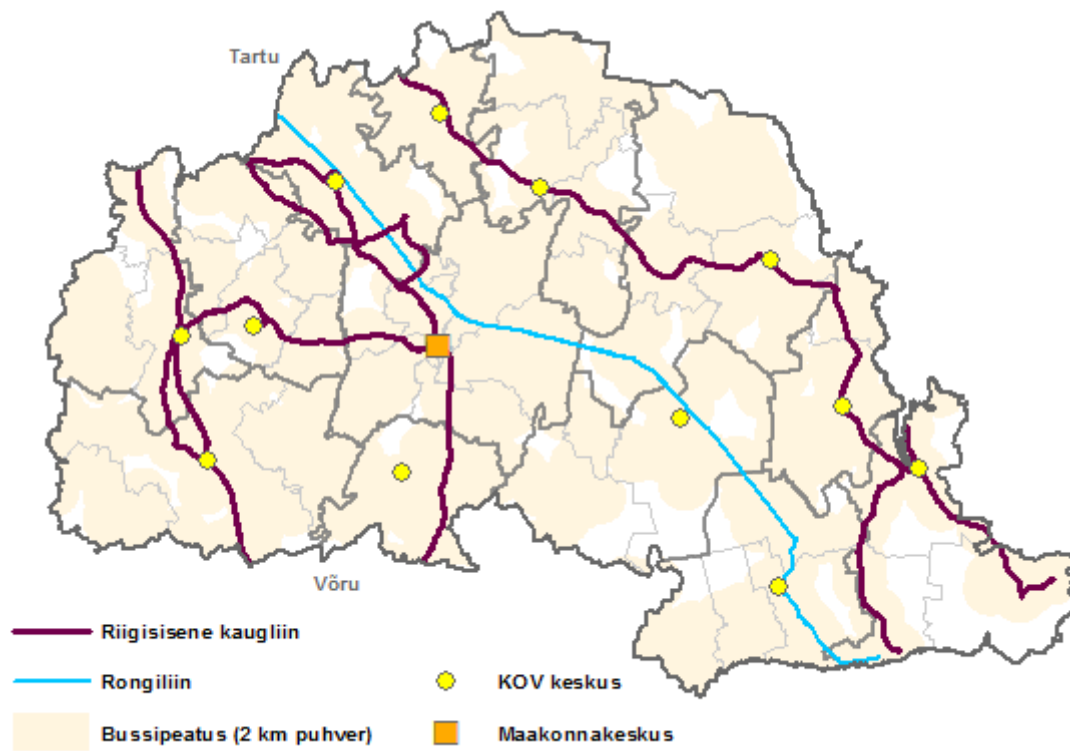 Tartu
Võru
Riigisisene kaugliin
Rongiliin
KOV keskus
Bussipeatus (2 km puhver)
Maakonnakeskus